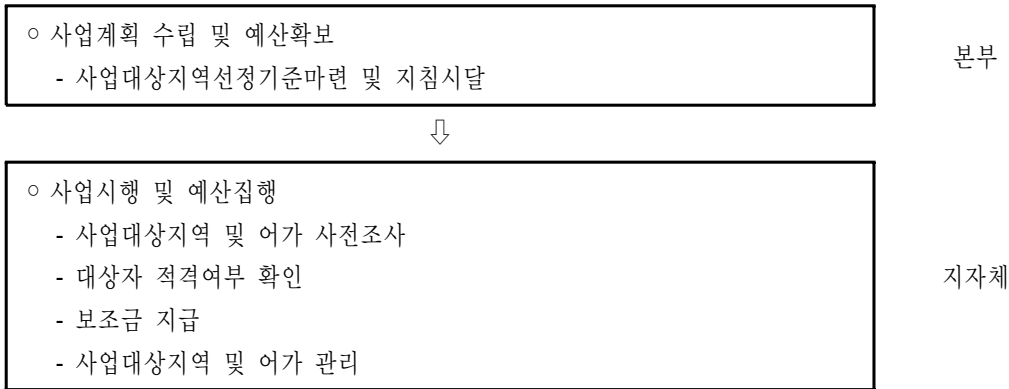 ○ 사업계획 수립 및 예산확보
- 사업대상지역선정기준마련 및 지침시달
본부
⇩
○ 사업시행 및 예산집행
- 사업대상지역 및 어가 사전조사
- 대상자 적격여부 확인
- 보조금 지급
- 사업대상지역 및 어가 관리
지자체